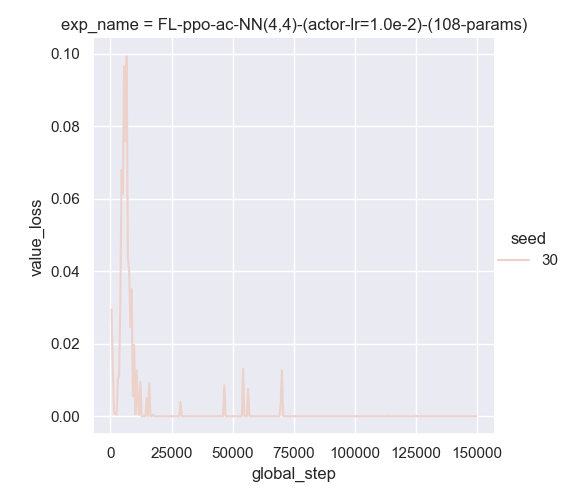 exp_name = FL-ppo-ac-NN(4,4)-(actor-lr=1.0e-2)-(108-params)
0.10
0.08
0.06
0.04
0.02
0.00
value_loss
0 25000 50000 75000 100000 125000 150000
global_step
seed
30